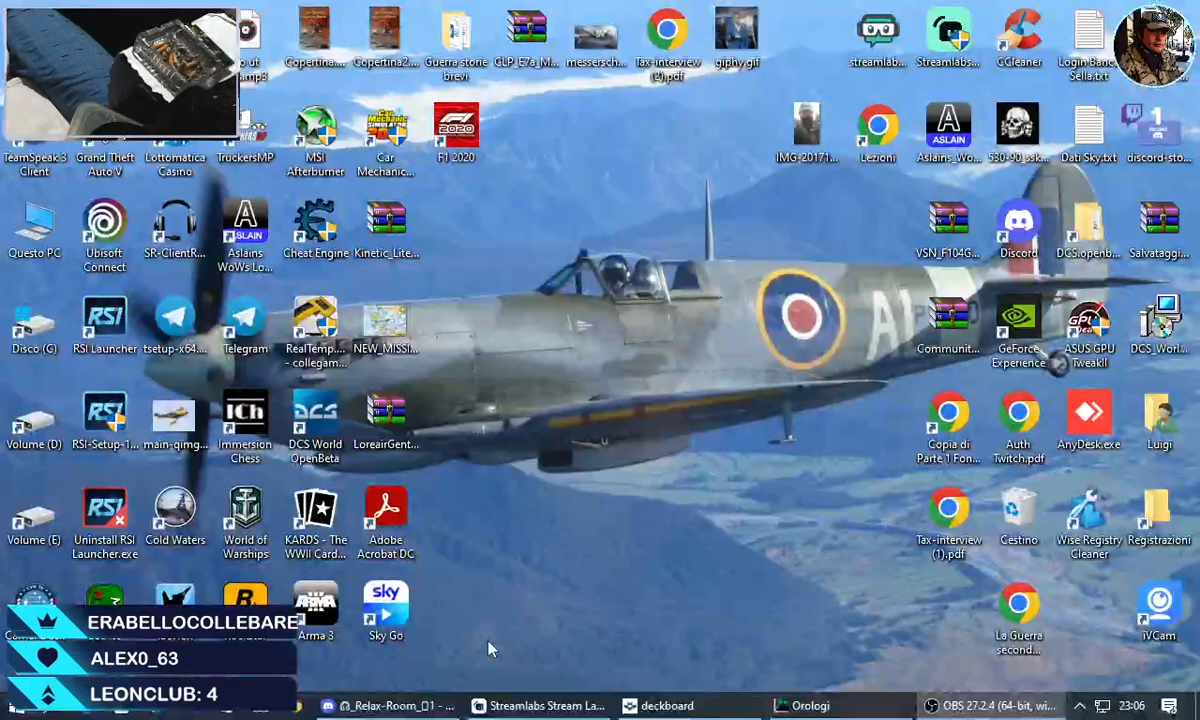 Copertina...
Copertina2...
Guerra storie brevi
CLP_E7a_M...
messersch...
Tax-interview (2).pdf
giphy.gif
streamlab...
Streamlabs...
CCleaner
Login Banca Sella.txt
TeamSpeak 3 Client
Grand Theft Auto V
Lottomatica Casino
TruckersMP
MSI Afterburner
Car Mechanic...
F1 2020
IMG-20171...
Lezioni
Aslains_Wo...
530-90_ssk...
Dati Sky.txt
discord-sto...
Questo PC
Ubisoft Connect
SR-ClientR...
Aslains WoWs Lo...
Cheat Engine
Kinetic_Lite...
VSN_F104G...
Discord
DCS.openb...
Salvataggi...
Disco (C)
RSI Launcher
tsetup-x64....
Telegram
RealTemp.... - collegam...
NEW_MISSI...
Communit...
GeForce Experience
ASUS GPU TweakII
DCS_Worl...
Volume (D)
RSI-Setup-1...
main-qimg...
Immersion Chess
DCS World OpenBeta
LoreairGent...
Copia di Parte 1 Fon...
Auth Twitch.pdf
AnyDesk.exe
Luigi
Volume (E)
Uninstall RSI Launcher.exe
Cold Waters
World of Warships
KARDS - The WWII Card...
Adobe Acrobat DC
Tax-interview (1).pdf
Cestino
Wise Registry Cleaner
Registrazioni
Arma 3
Sky Go
La Guerra second...
iVCam
ERABELLOCOLLEBARE
ALEX0_63
LEONCLUB: 4
Streamlabs Stream La...
deckboard
Orologi
OBS 27.2.4 (64-bit, wi...
23:06